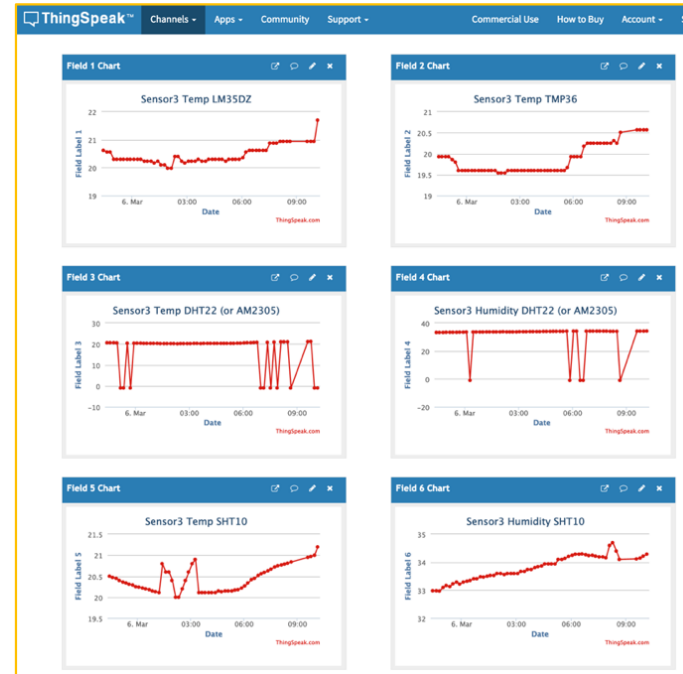 ThingSpeak™ Channels Apps Community Support Commercial Use How to Buy Account S
Field 1 Chart
Sensor3 Temp LM35DZ
22
21
20
19
Field Label 1
6. Mar 03:00 06:00 09:00
Date
ThingSpeak.com
Field 2 Chart
Sensor3 Temp TMP36
21
20.5
20
19.5
19
Field Label 2
6. Mar 03:00 06:00 09:00
Date
ThingSpeak.com
Field 3 Chart
Sensor3 Temp DHT22 (or AM2305)
30
20
10
0
-10
Field Label 3
6. Mar 03:00 06:00 09:00
Date
ThingSpeak.com
Field 4 Chart
Sensor3 Humidity DHT22 (or AM2305)
40
20
0
-20
Field Label 4
6. Mar 03:00 06:00 09:00
Date
ThingSpeak.com
Field 5 Chart
Sensor3 Temp SHT10
21.5
21
20.5
20
19.5
Field Label 5
6. Mar 03:00 06:00 09:00
Date
ThingSpeak.com
Field 6 Chart
Sensor3 Humidity SHT10
35
34
33
32
Field Label 6
6. Mar 03:00 06:00 09:00
Date
ThingSpeak.com